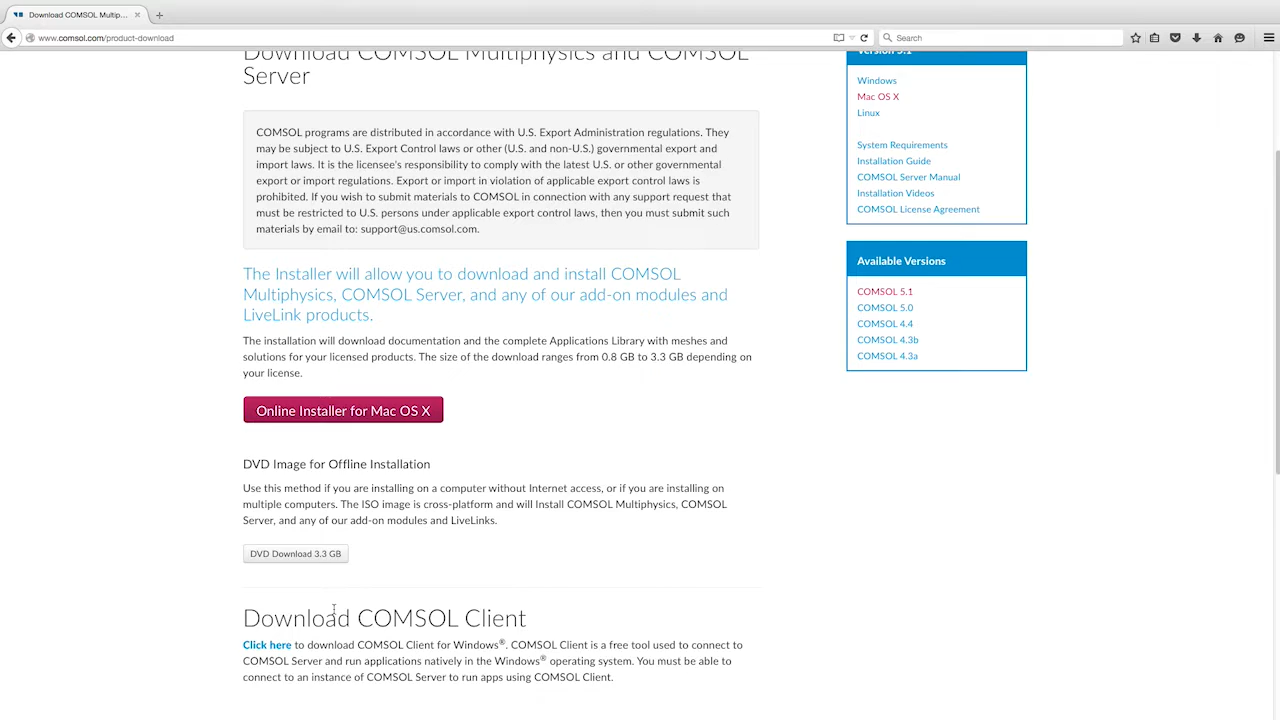 Download COMSOL Multip...
www.comsol.com/product-download
Search
Download COMSOL Multiphysics and COMSOL
Server
COMSOL programs are distributed in accordance with U.S. Export Administration regulations. They
may be subject to U.S. Export Control laws or other (U.S. and non-U.S.) governmental export and
import laws. It is the licensee's responsibility to comply with the latest U.S. or other governmental
export or import regulations. Export or import in violation of applicable export control laws is
prohibited. If you wish to submit materials to COMSOL in connection with any support request that
must be restricted to U.S. persons under applicable export control laws, then you must submit such
materials by email to: support@us.comsol.com.
The Installer will allow you to download and install COMSOL
Multiphysics, COMSOL Server, and any of our add-on modules and
LiveLink products.
The installation will download documentation and the complete Applications Library with meshes and
solutions for your licensed products. The size of the download ranges from 0.8 GB to 3.3 GB depending on
your license.
Online Installer for Mac OS X
DVD Image for Offline Installation
Use this method if you are installing on a computer without Internet access, or if you are installing on
multiple computers. The ISO image is cross-platform and will Install COMSOL Multiphysics, COMSOL
Server, and any of our add-on modules and LiveLinks.
DVD Download 3.3 GB
Download COMSOL Client
Click here to download COMSOL Client for Windows®. COMSOL Client is a free tool used to connect to
COMSOL Server and run applications natively in the Windows® operating system. You must be able to
connect to an instance of COMSOL Server to run apps using COMSOL Client.
Version 5.1
Windows
Mac OS X
Linux
System Requirements
Installation Guide
COMSOL Server Manual
Installation Videos
COMSOL License Agreement
Available Versions
COMSOL 5.1
COMSOL 5.0
COMSOL 4.4
COMSOL 4.3b
COMSOL 4.3a